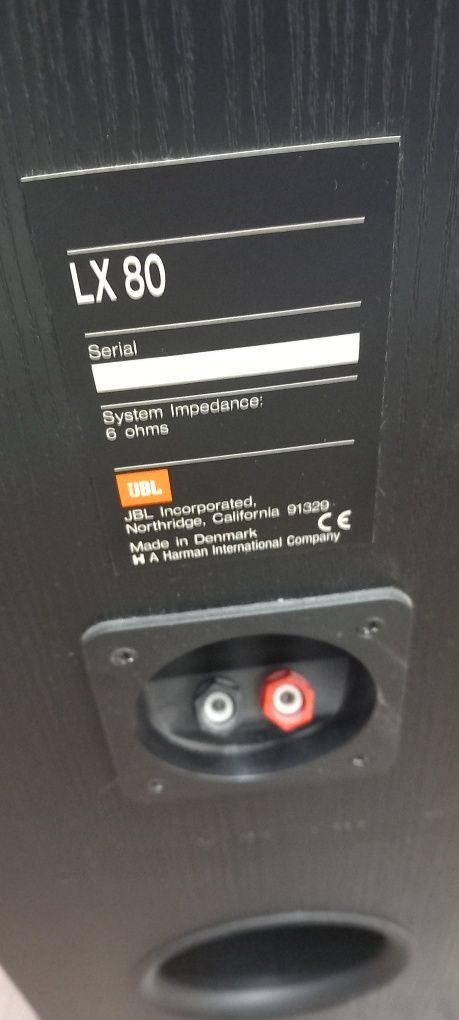 LX 80
Serial
System Impedance:
6 ohms
JBL
JBL Incorporated,
Northridge, California 91329
CE
Made in Denmark
H A Harman International Company